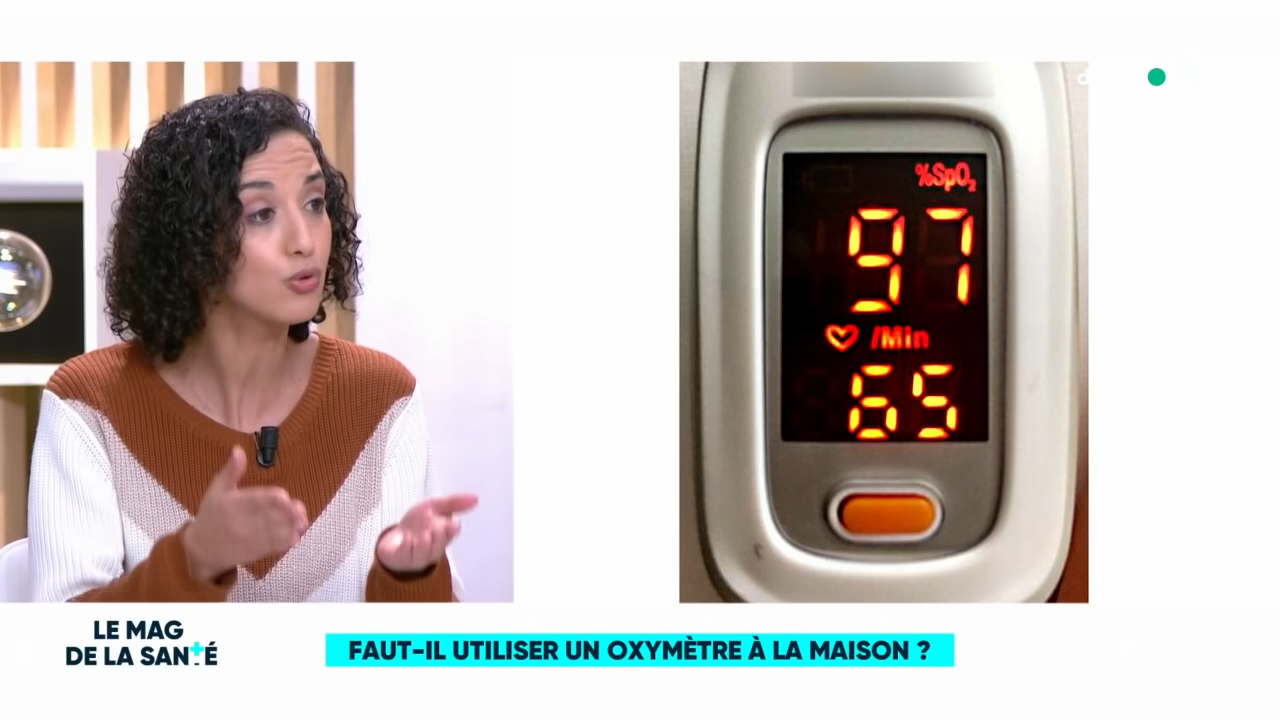 %SpO₂
97
/Min
65
LE MAG
DE LA SANTÉ
FAUT-IL UTILISER UN OXYMÈTRE À LA MAISON ?